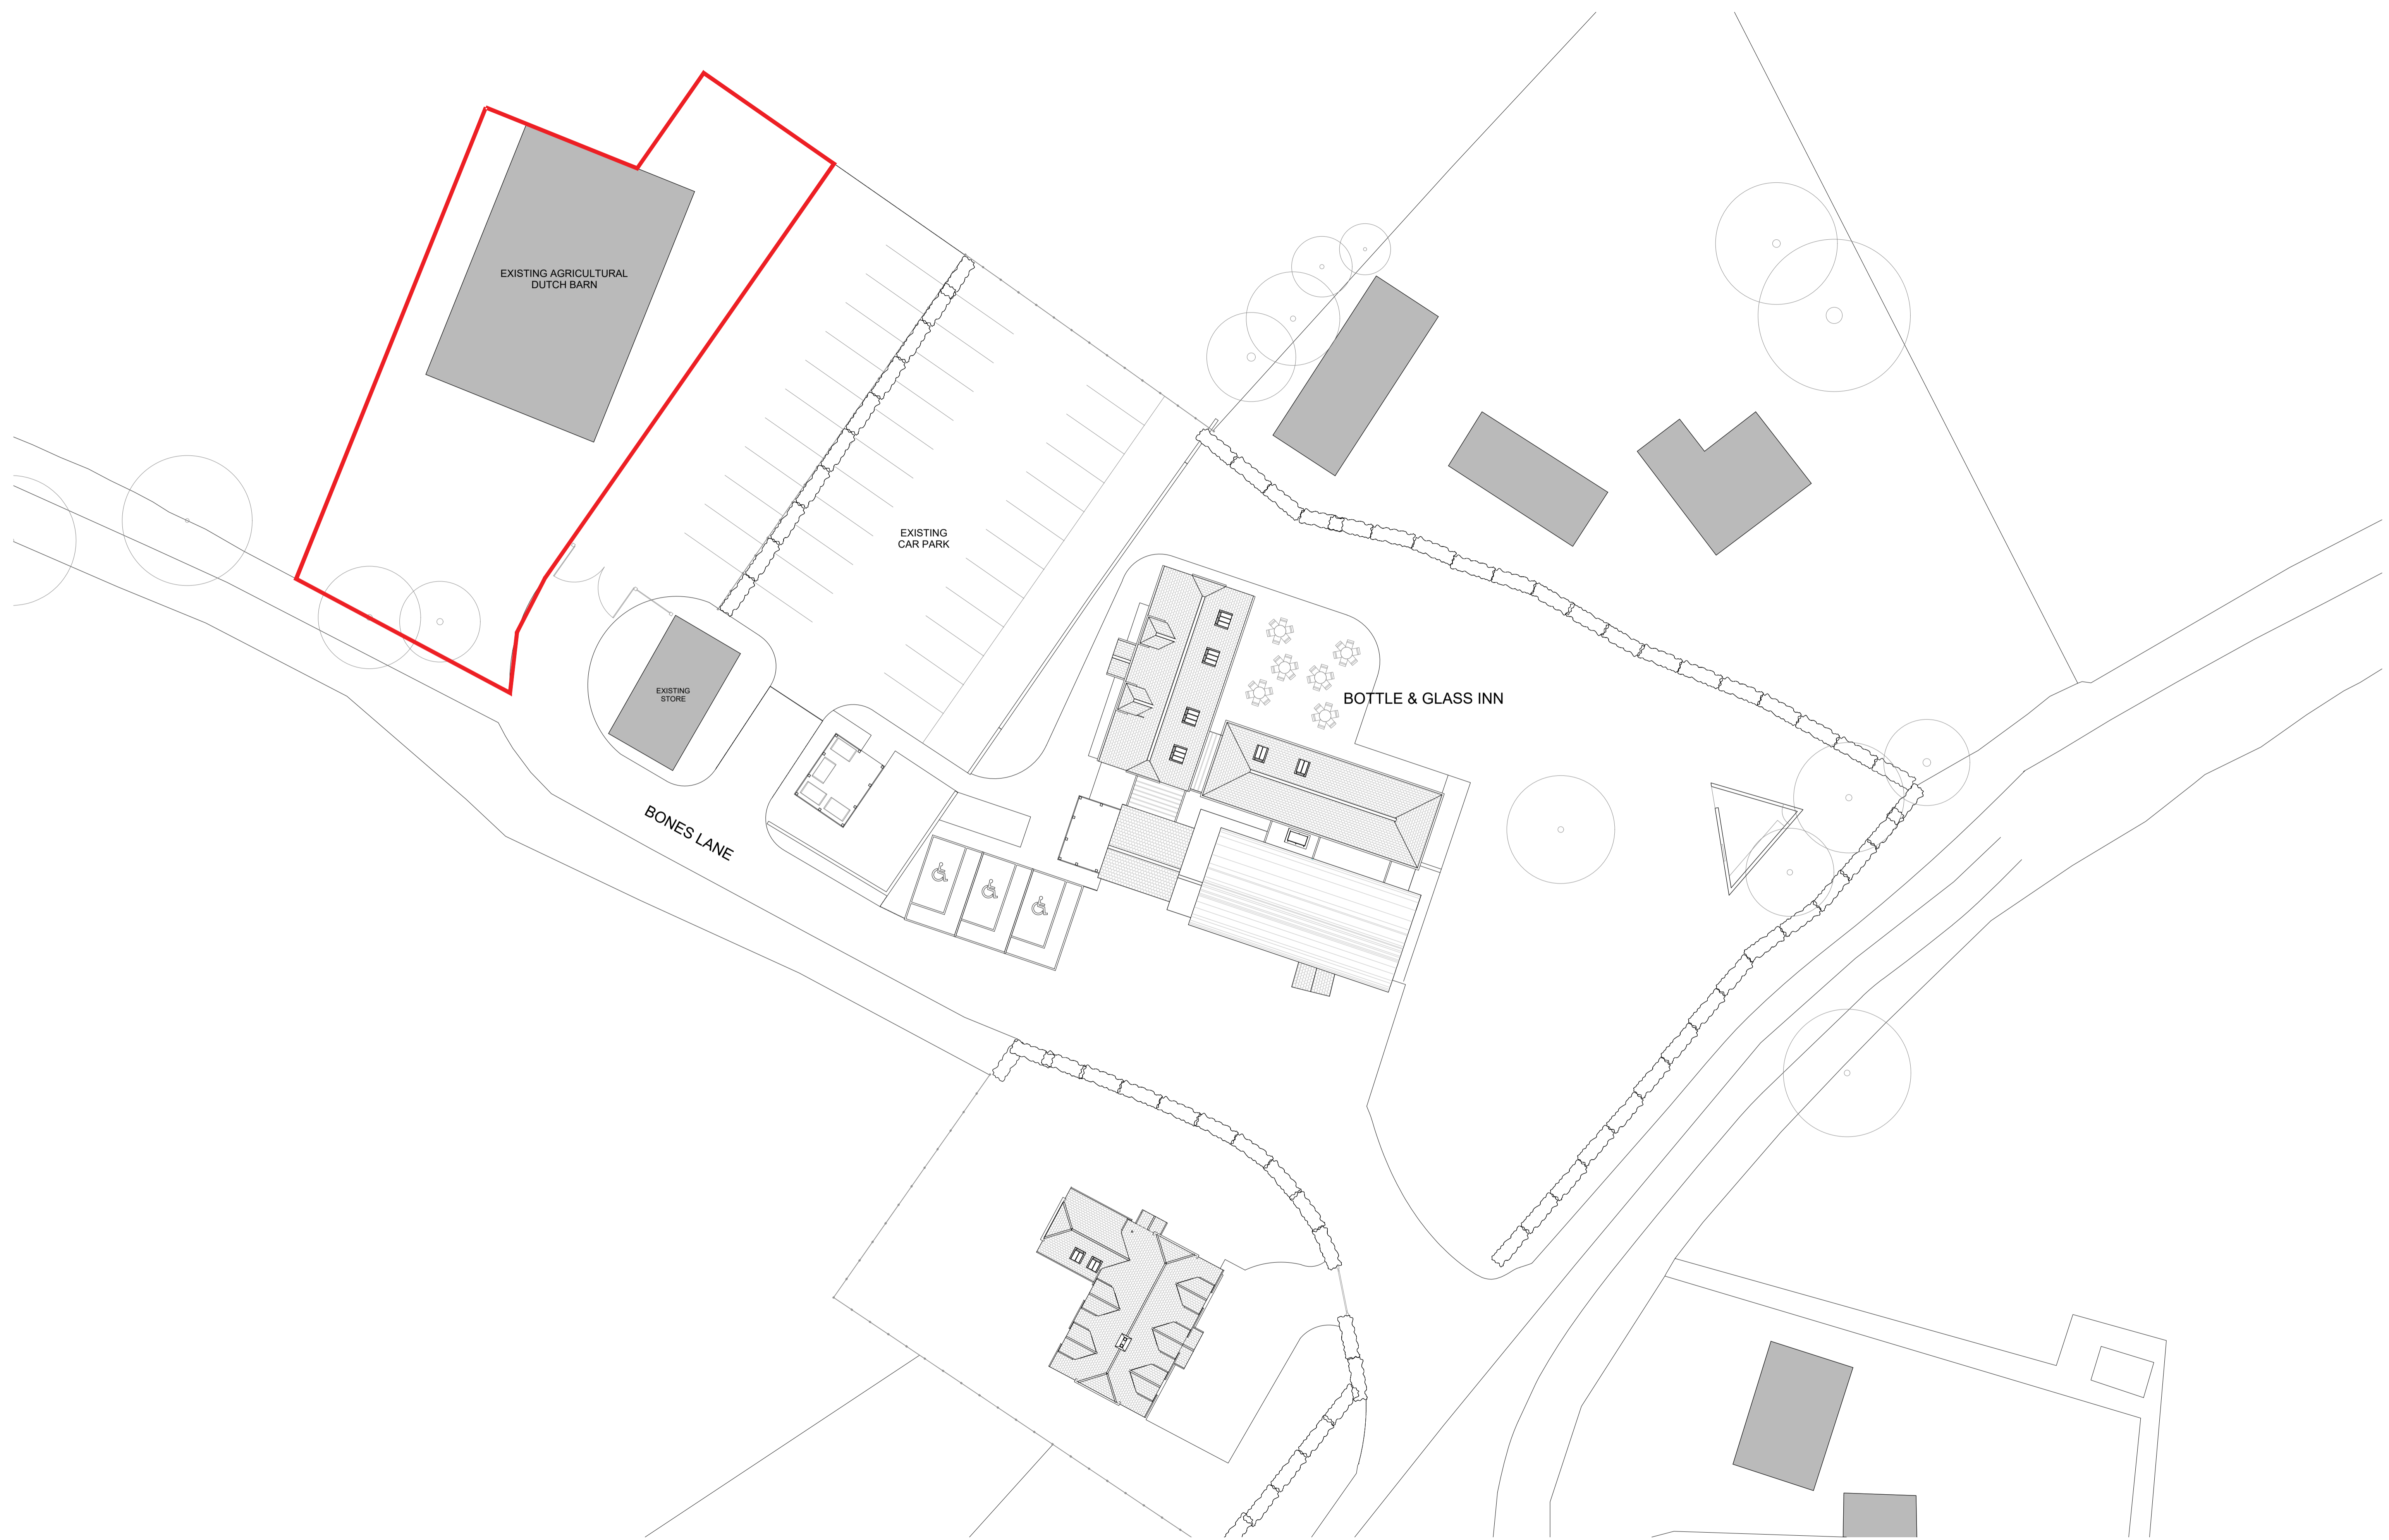 EXISTING AGRICULTURAL
DUTCH BARN
EXISTING
CAR PARK
EXISTING
STORE
BOTTLE & GLASS INN
BONES LANE